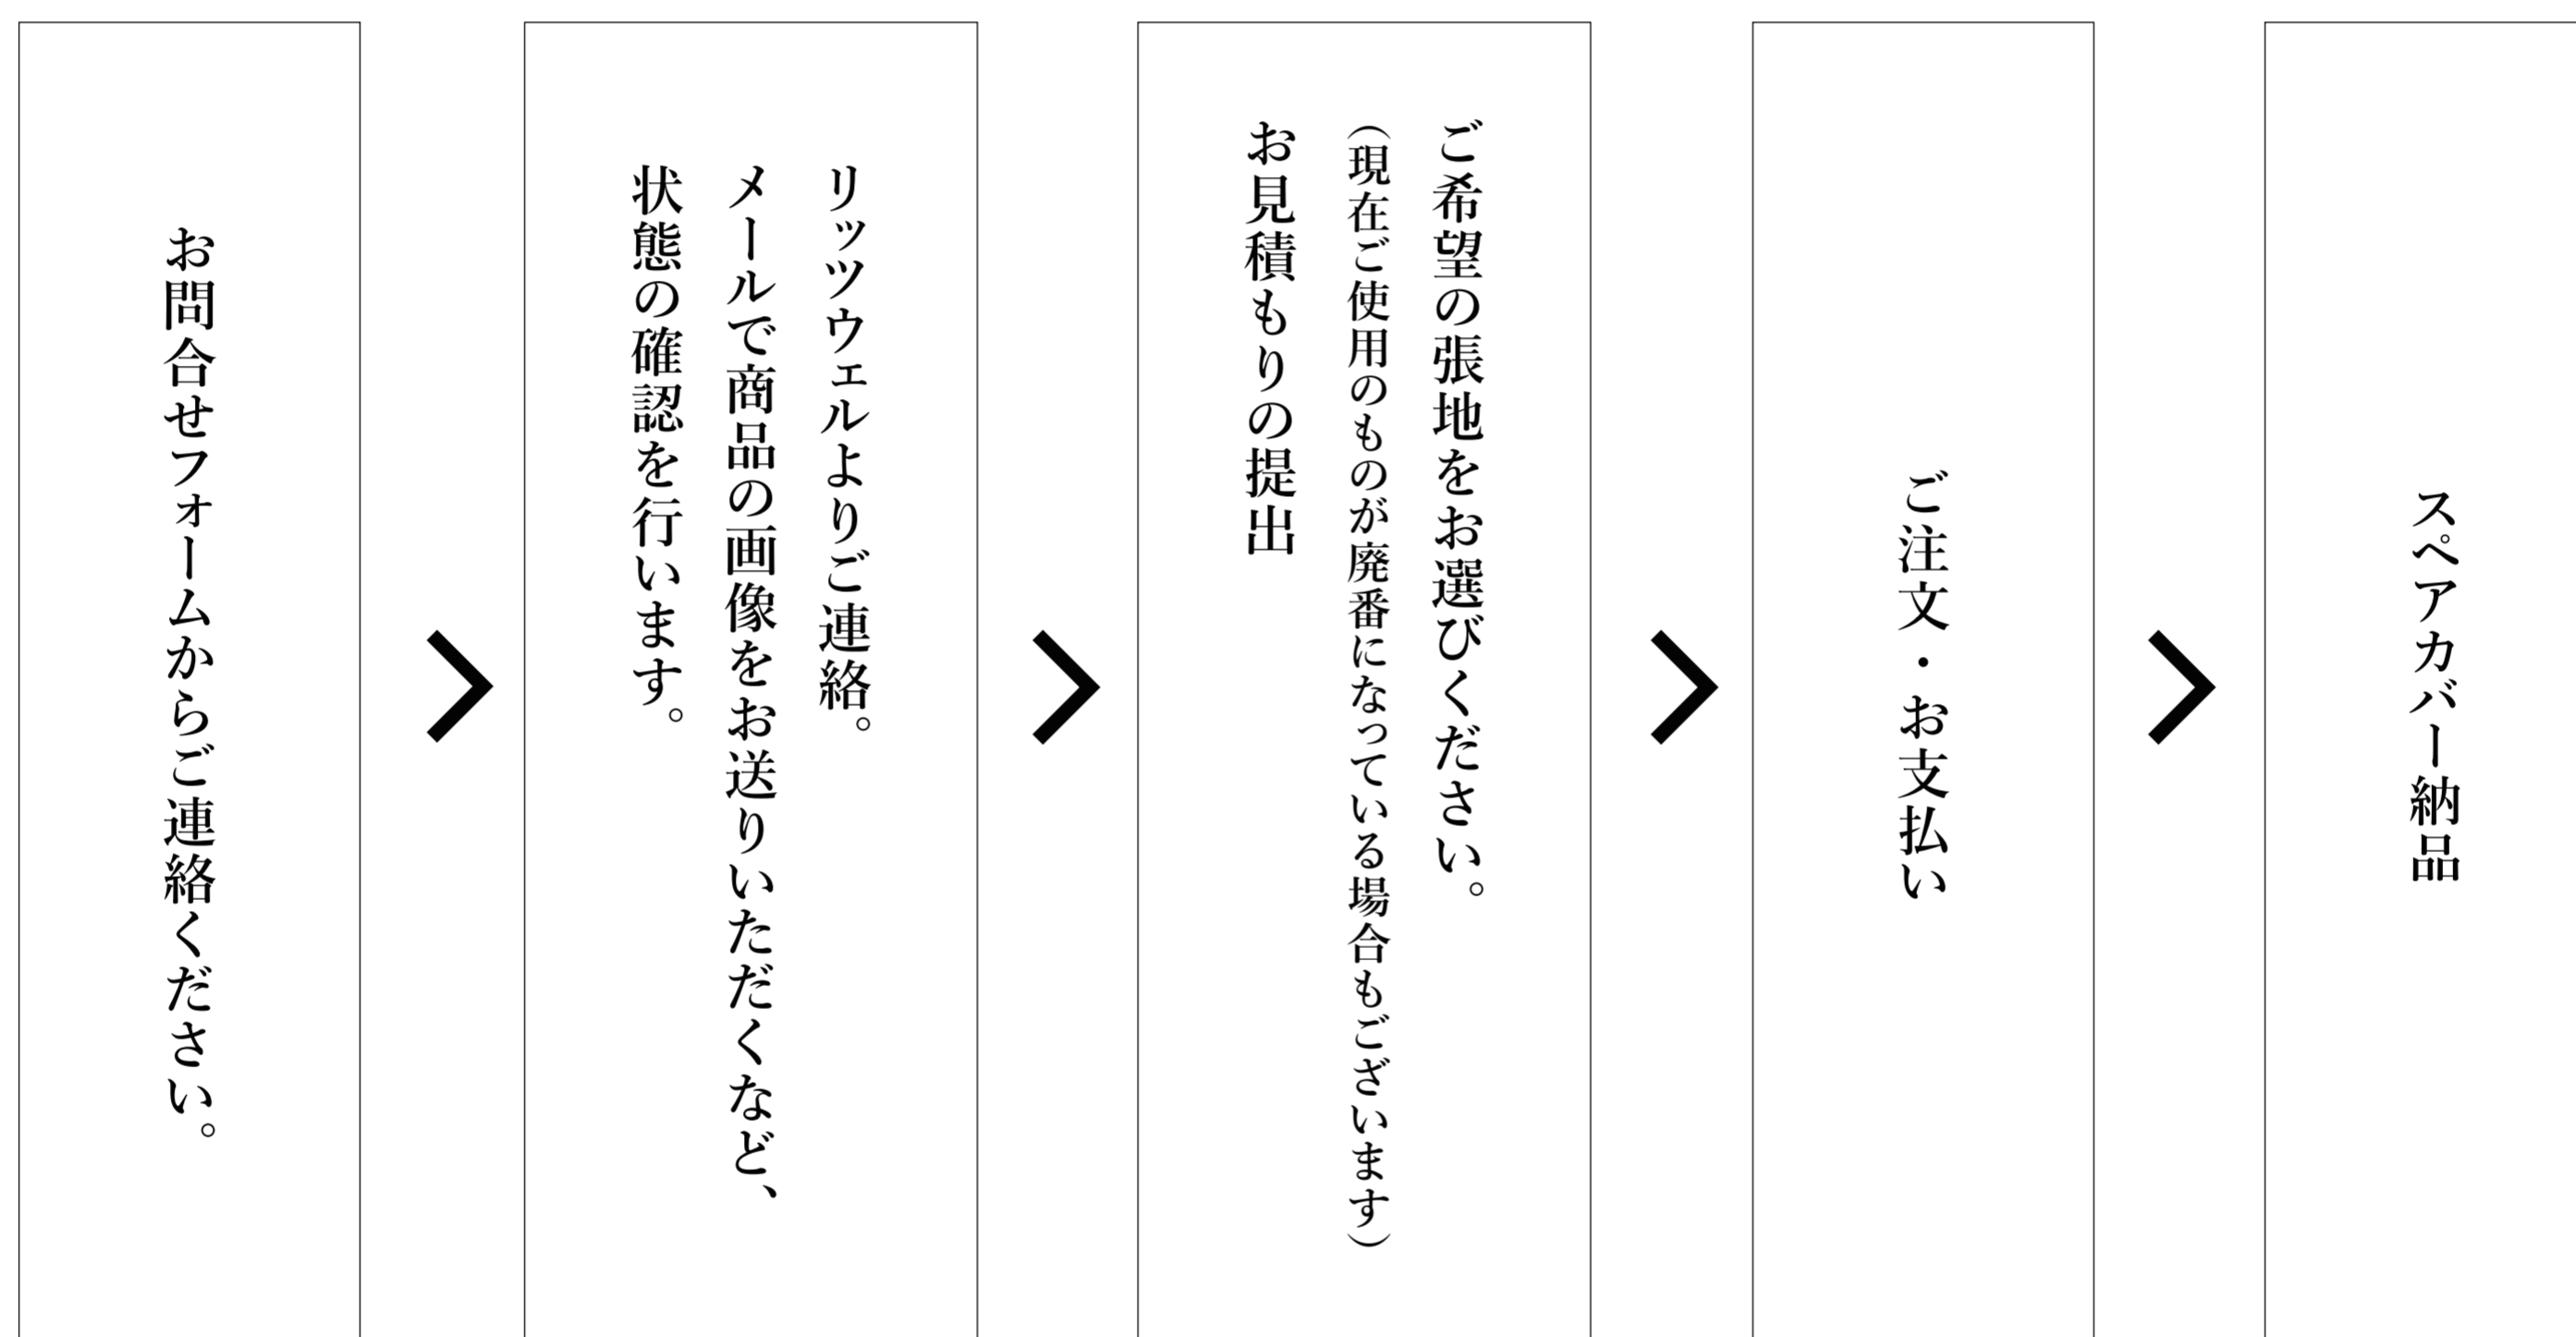 お問合せフォームからご連絡ください。
リッツウェルよりご連絡。
メールで商品の画像をお送りいただくなど、
状態の確認を行います。
ご希望の張地をお選びください。
（現在ご使用のものが廃番になっている場合もございます）
お見積もりの提出
ご注文・お支払い
スペアカバー納品